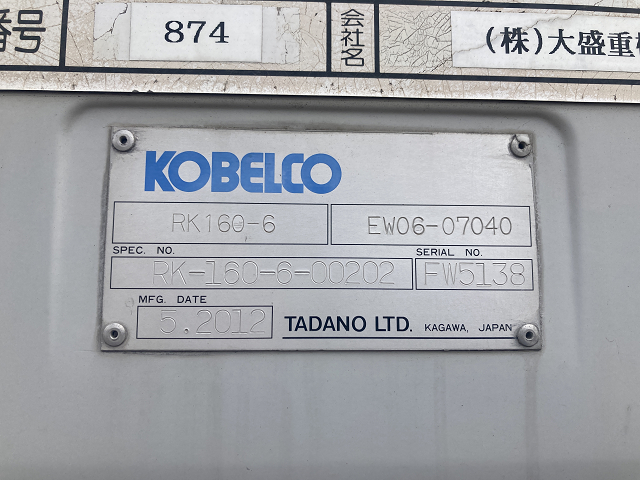 番号 874 会社名 (株)大盛重機
KOBELCO
RK160-6 EW06-07040
SPEC. NO. SERIAL NO.
RK-160-6-00202 FW5138
MFG. DATE
5.2012 TADANO LTD. KAGAWA, JAPAN